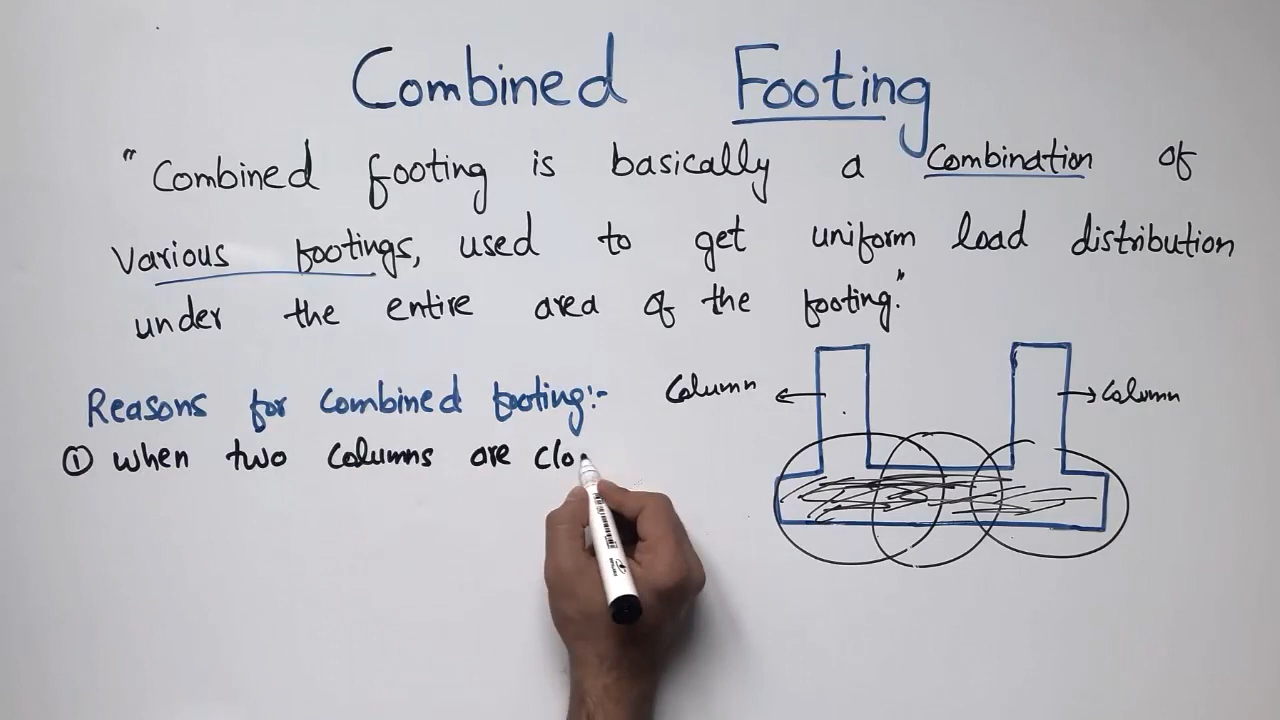 Combined Footing
"Combined footing is basically a Combination of
Various footings, used to get uniform load distribution
under the entire area of the footing."
Reasons for Combined footing:-
① when two Columns are clo
Column
Column